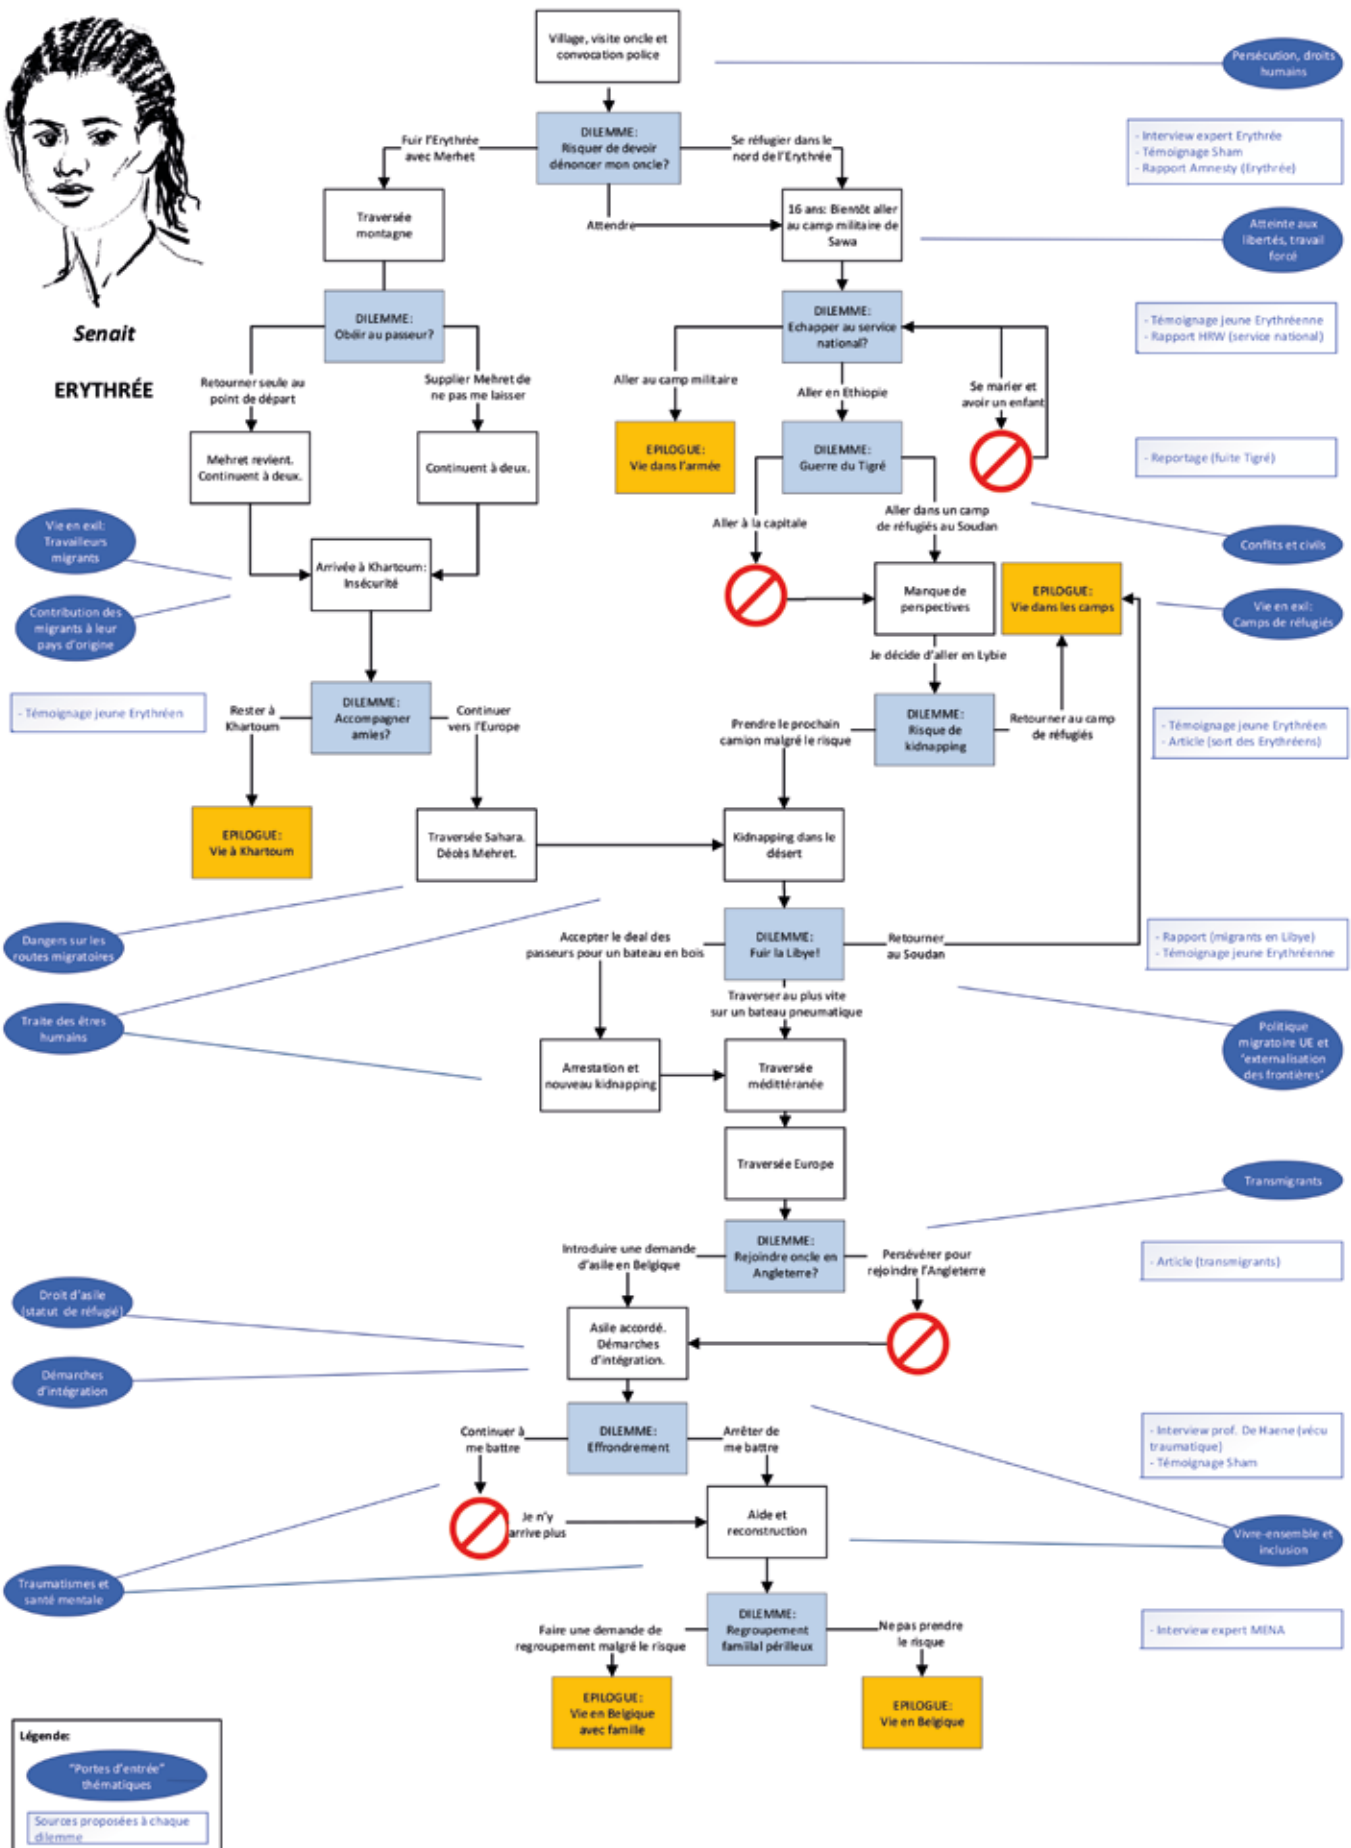 Village, visite oncle et
convocation police
Persécution, droits
humains
Fuir l'Erythrée
avec Merhet
DILEMME:
Risquer de devoir
dénoncer mon oncle?
Se réfugier dans le
nord de l'Erythrée
- Interview expert Erythrée
- Témoignage Sham
- Rapport Amnesty (Erythrée)
Traversée
montagne
Attendre
16 ans: Bientôt aller
au camp militaire de
Sawa
Atteinte aux
libertés, travail
forcé
Senait
ERYTHRÉE
DILEMME:
Obéir au passeur?
DILEMME:
Echapper au service
national?
- Témoignage jeune Erythréenne
- Rapport HRW (service national)
Retourner seule au
point de départ
Supplier Mehret de
ne pas me laisser
Aller au camp militaire
Aller en Ethiopie
Se marier et
avoir un enfant
Mehret revient.
Continuent à deux.
Continuent à deux.
EPILOGUE:
Vie dans l'armée
DILEMME:
Guerre du Tigré
- Reportage (fuite Tigré)
Vie en exil:
Travailleurs
migrants
Aller à la capitale
Aller dans un camp
de réfugiés au Soudan
Conflits et civils
Arrivée à Khartoum:
Insécurité
Contribution des
migrants à leur
pays d'origine
Manque de
perspectives
EPILOGUE:
Vie dans les camps
Vie en exil:
Camps de réfugiés
Je décide d'aller en Lybie
- Témoignage jeune Erythréen
Rester à
Khartoum
DILEMME:
Accompagner
amies?
Continuer
vers l'Europe
Prendre le prochain
camion malgré le risque
DILEMME:
Risque de
kidnapping
Retourner au camp
de réfugiés
- Témoignage jeune Erythréen
- Article (sort des Erythréens)
EPILOGUE:
Vie à Khartoum
Traversée Sahara.
Décès Mehret.
Kidnapping dans le
désert
Dangers sur les
routes migratoires
Accepter le deal des
passeurs pour un bateau en bois
DILEMME:
Fuir la Libye!
Retourner
au Soudan
- Rapport (migrants en Libye)
- Témoignage jeune Erythréenne
Traverser au plus vite
sur un bateau pneumatique
Traite des êtres
humains
Politique
migratoire UE et
"externalisation
des frontières"
Arrestation et
nouveau kidnapping
Traversée
médittéranée
Traversée Europe
Transmigrants
Introduire une demande
d'asile en Belgique
DILEMME:
Rejoindre oncle en
Angleterre?
Persévérer pour
rejoindre l'Angleterre
- Article (transmigrants)
Droit d'asile
(statut de réfugié)
Asile accordé.
Démarches
d'intégration.
Démarches
d'intégration
Continuer à
me battre
DILEMME:
Effrondrement
Arrêter de
me battre
- Interview prof. De Haene (vécu
traumatique)
- Témoignage Sham
Je n'y
arrive plus
Aide et
reconstruction
Vivre-ensemble et
inclusion
Traumatismes et
santé mentale
Faire une demande de
regroupement malgré le risque
DILEMME:
Regroupement
familial périlleux
Ne pas prendre
le risque
- Interview expert MENA
EPILOGUE:
Vie en Belgique
avec famille
EPILOGUE:
Vie en Belgique
Légende:
"Portes d'entrée"
thématiques
Sources proposées à chaque
dilemme